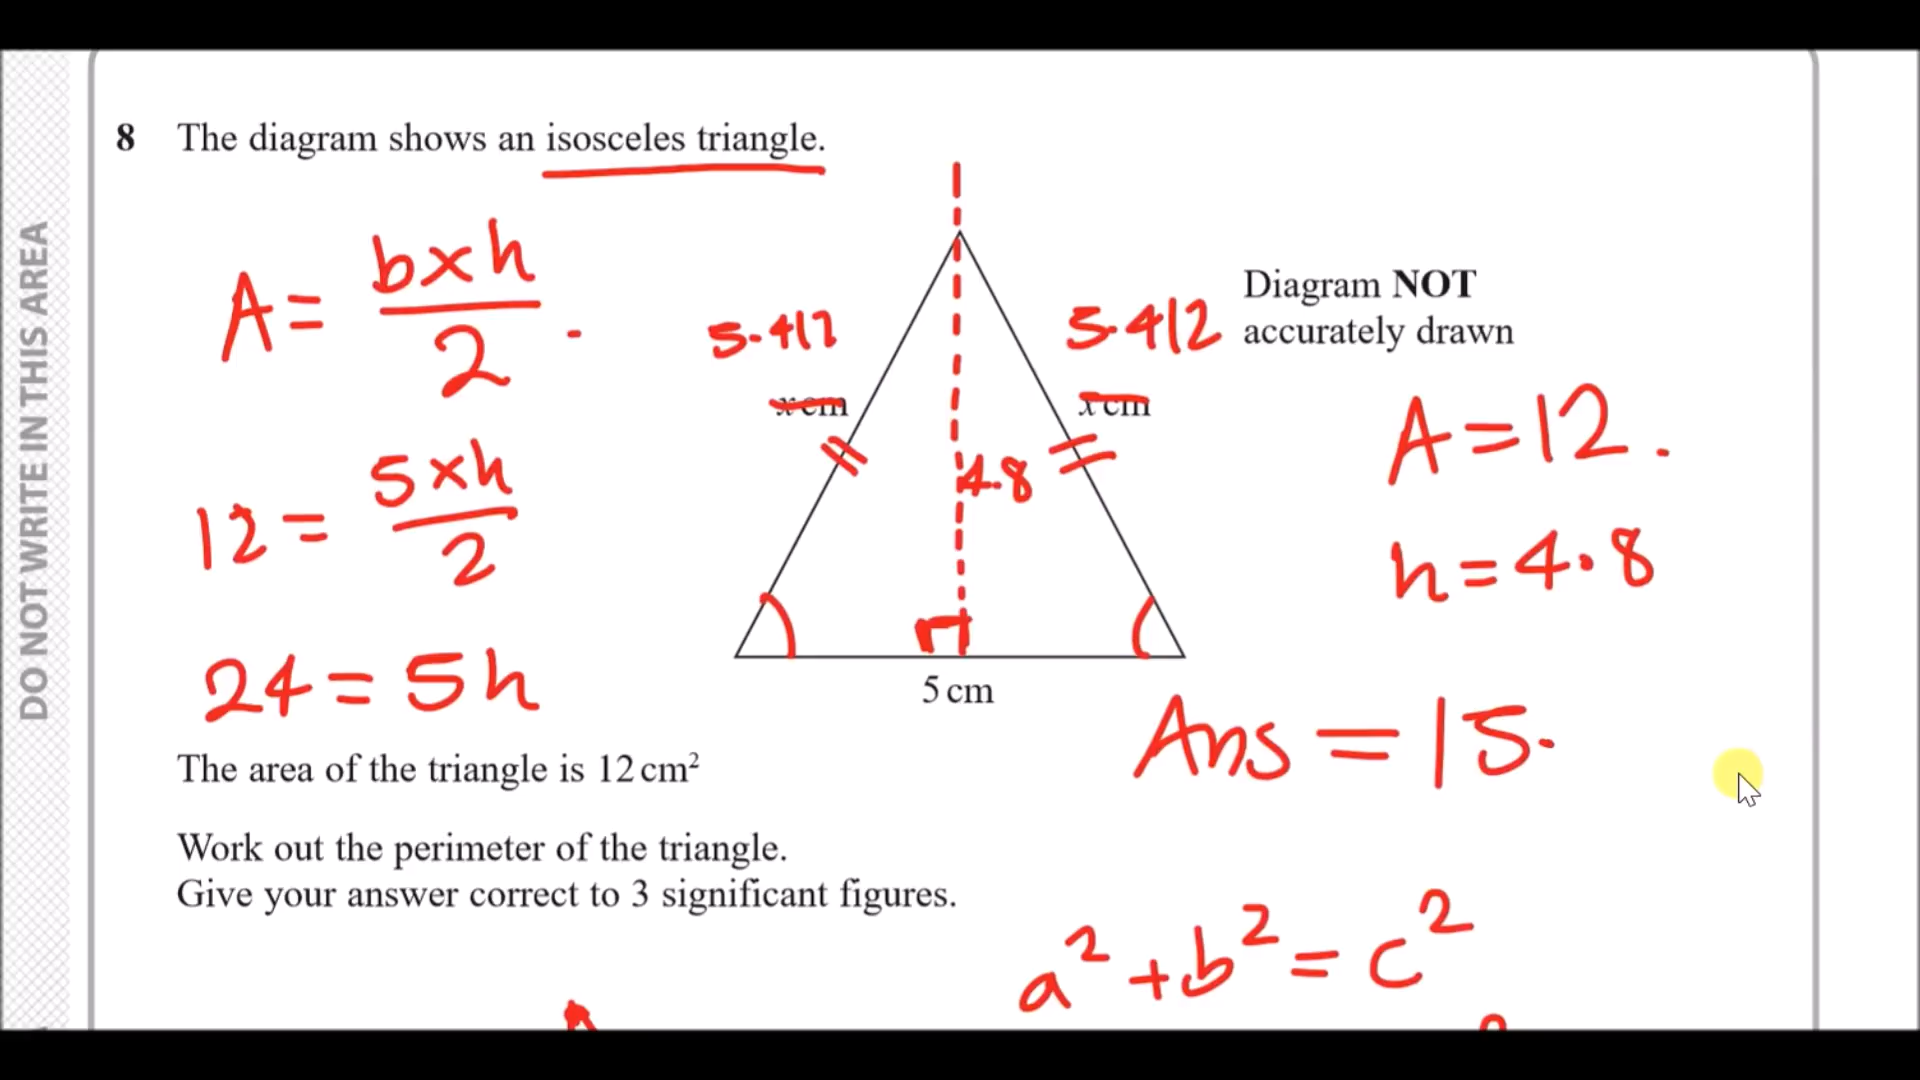 DO NOT WRITE IN THIS AREA
8 The diagram shows an isosceles triangle.
A = b×h / 2 .
5.412
5.412
Diagram NOT
accurately drawn
x cm
x cm
A = 12 .
12 = 5×h / 2
4.8
h = 4.8
24 = 5h
5 cm
Ans = 15.
The area of the triangle is 12 cm²
Work out the perimeter of the triangle.
Give your answer correct to 3 significant figures.
a² + b² = c²